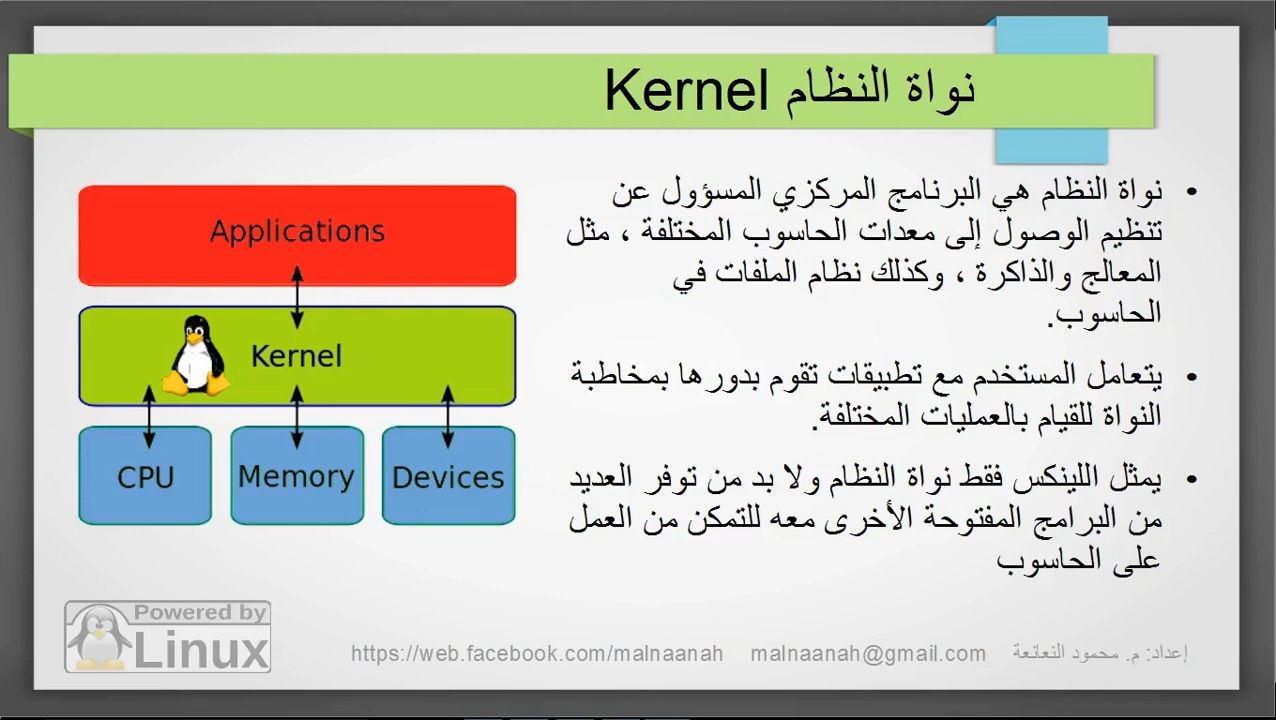 نواة النظام Kernel
نواة النظام هي البرنامج المركزي المسؤول عن
تنظيم الوصول إلى معدات الحاسوب المختلفة ، مثل
المعالج والذاكرة ، وكذلك نظام الملفات في
الحاسوب.
يتعامل المستخدم مع تطبيقات تقوم بدورها بمخاطبة
النواة للقيام بالعمليات المختلفة.
يمثل اللينكس فقط نواة النظام ولا بد من توفر العديد
من البرامج المفتوحة الأخرى معه للتمكن من العمل
على الحاسوب
Applications
Kernel
CPU Memory Devices
Powered by
Linux
https://web.facebook.com/malnaanah malnaanah@gmail.com إعداد: م. محمود النعانعة